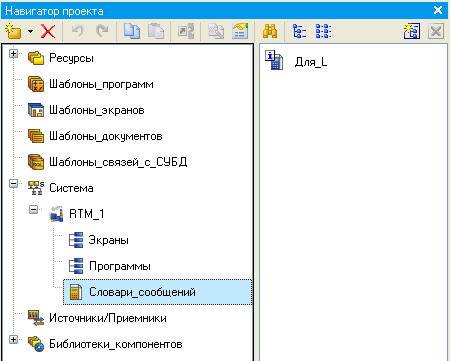 Навигатор проекта
Ресурсы
Шаблоны_программ
Шаблоны_экранов
Шаблоны_документов
Шаблоны_связей_с_СУБД
Система
RTM_1
Экраны
Программы
Словари_сообщений
Источники/Приемники
Библиотеки_компонентов
Для_L